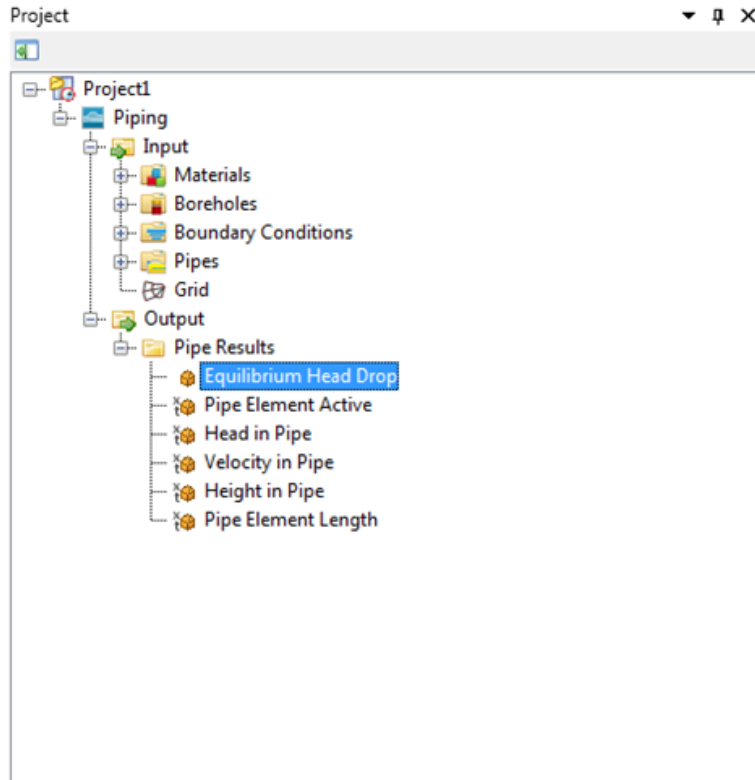 Project
Project1
Piping
Input
Materials
Boreholes
Boundary Conditions
Pipes
Grid
Output
Pipe Results
Equilibrium Head Drop
Pipe Element Active
Head in Pipe
Velocity in Pipe
Height in Pipe
Pipe Element Length